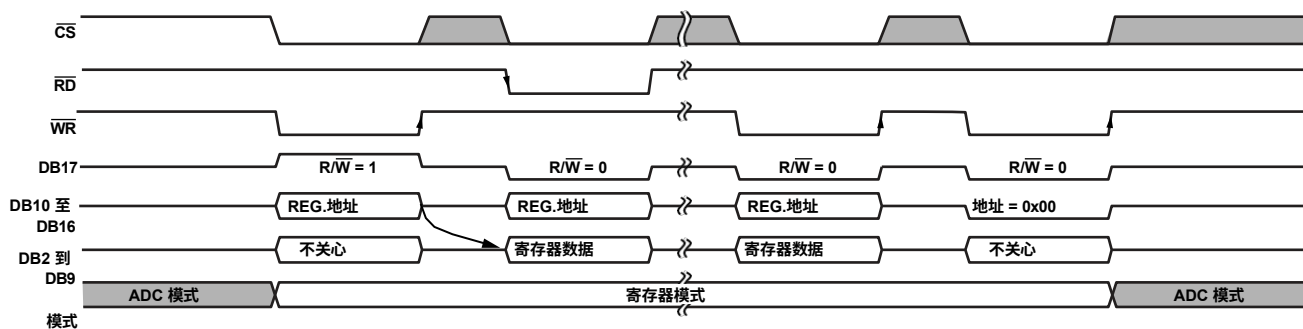 CS
RD
WR
DB17 R/W = 1 R/W = 0 R/W = 0 R/W = 0
DB10 至 REG.地址 REG.地址 REG.地址 地址 = 0x00
DB16
不关心 寄存器数据 寄存器数据 不关心
DB2 到
DB9
ADC 模式 寄存器模式 ADC 模式
模式